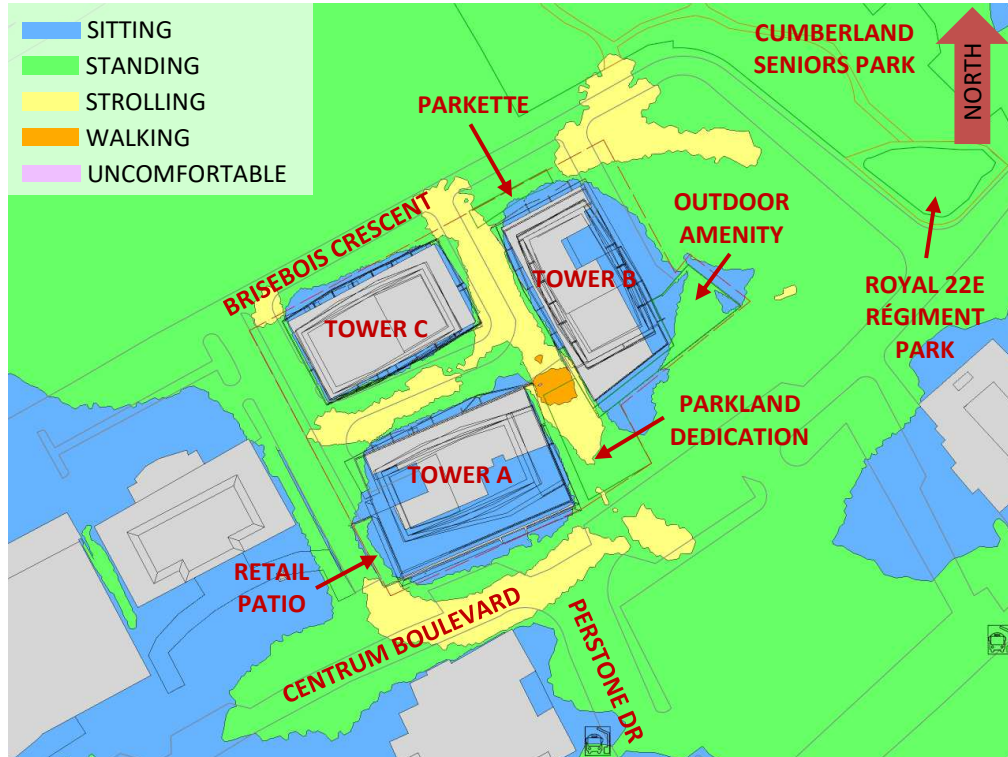 SITTING
STANDING
STROLLING
WALKING
UNCOMFORTABLE
CUMBERLAND
SENIORS PARK
NORTH
PARKETTE
OUTDOOR
AMENITY
BRISEBOIS CRESCENT
TOWER B
TOWER C
ROYAL 22E
RÉGIMENT
PARK
PARKLAND
DEDICATION
TOWER A
RETAIL
PATIO
CENTRUM BOULEVARD
PERSTONE DR